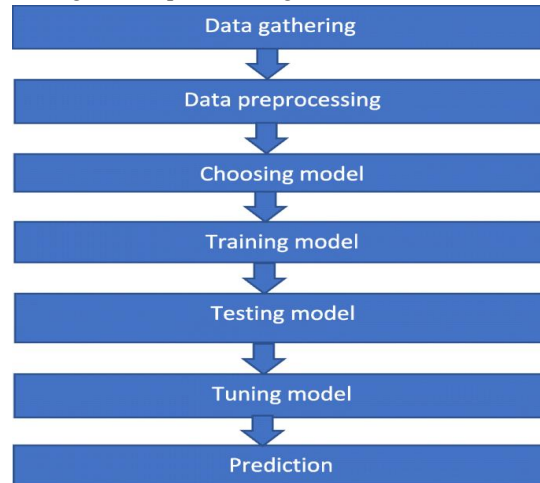 Data gathering
Data preprocessing
Choosing model
Training model
Testing model
Tuning model
Prediction